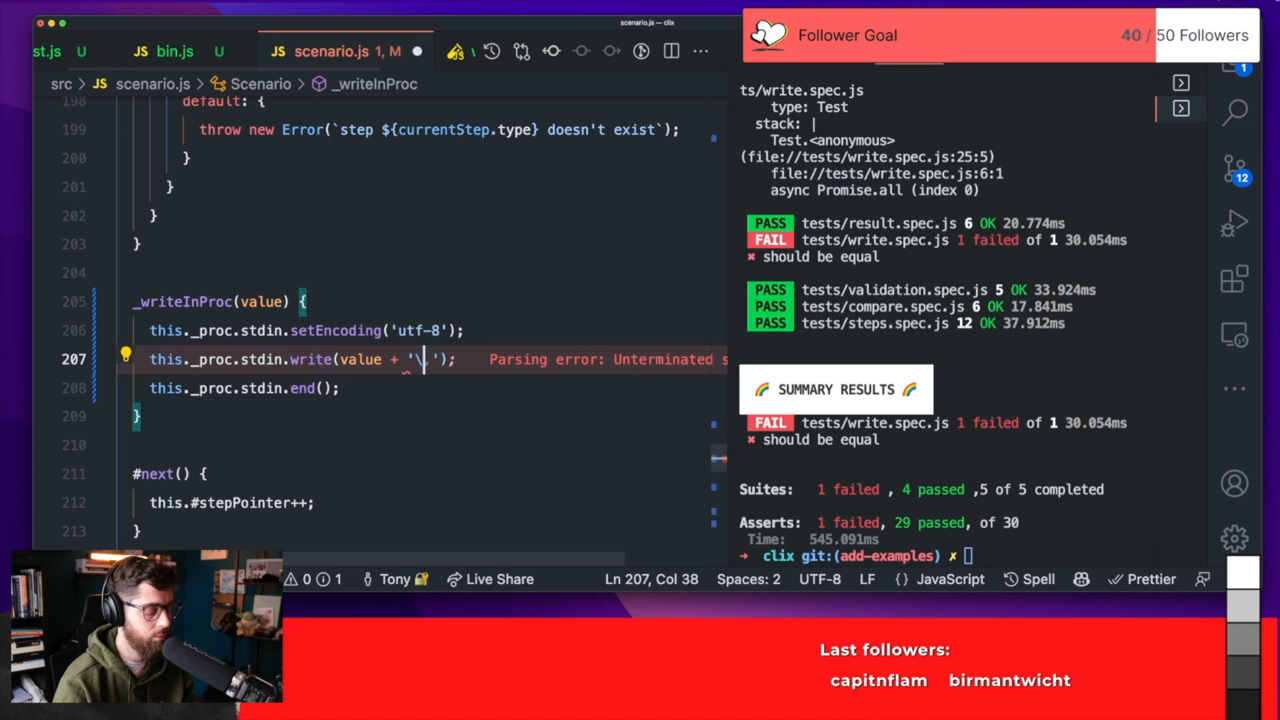 scenario.js — clix
Follower Goal 40 / 50 Followers
st.js U JS bin.js U JS scenario.js 1, M
src > JS scenario.js > Scenario > _writeInProc
198 default: {
199 throw new Error(`step ${currentStep.type} doesn't exist`);
200 }
201 }
202 }
203 }
204
205 _writeInProc(value) {
206 this._proc.stdin.setEncoding('utf-8');
207 this._proc.stdin.write(value + '\,'); Parsing error: Unterminated s
208 this._proc.stdin.end();
209 }
210
211 #next() {
212 this.#stepPointer++;
213 }
ts/write.spec.js
type: Test
stack: |
Test.<anonymous>
(file://tests/write.spec.js:25:5)
file://tests/write.spec.js:6:1
async Promise.all (index 0)
PASS tests/result.spec.js 6 OK 20.774ms
FAIL tests/write.spec.js 1 failed of 1 30.054ms
✖ should be equal
PASS tests/validation.spec.js 5 OK 33.924ms
PASS tests/compare.spec.js 6 OK 17.841ms
PASS tests/steps.spec.js 12 OK 37.912ms
🌈 SUMMARY RESULTS 🌈
FAIL tests/write.spec.js 1 failed of 1 30.054ms
✖ should be equal
Suites: 1 failed , 4 passed ,5 of 5 completed
Asserts: 1 failed, 29 passed, of 30
Time: 545.091ms
➜ clix git:(add-examples) ✗
1
12
0 1 Tony Live Share Ln 207, Col 38 Spaces: 2 UTF-8 LF {} JavaScript Spell Prettier
Last followers:
capitnflam birmantwicht